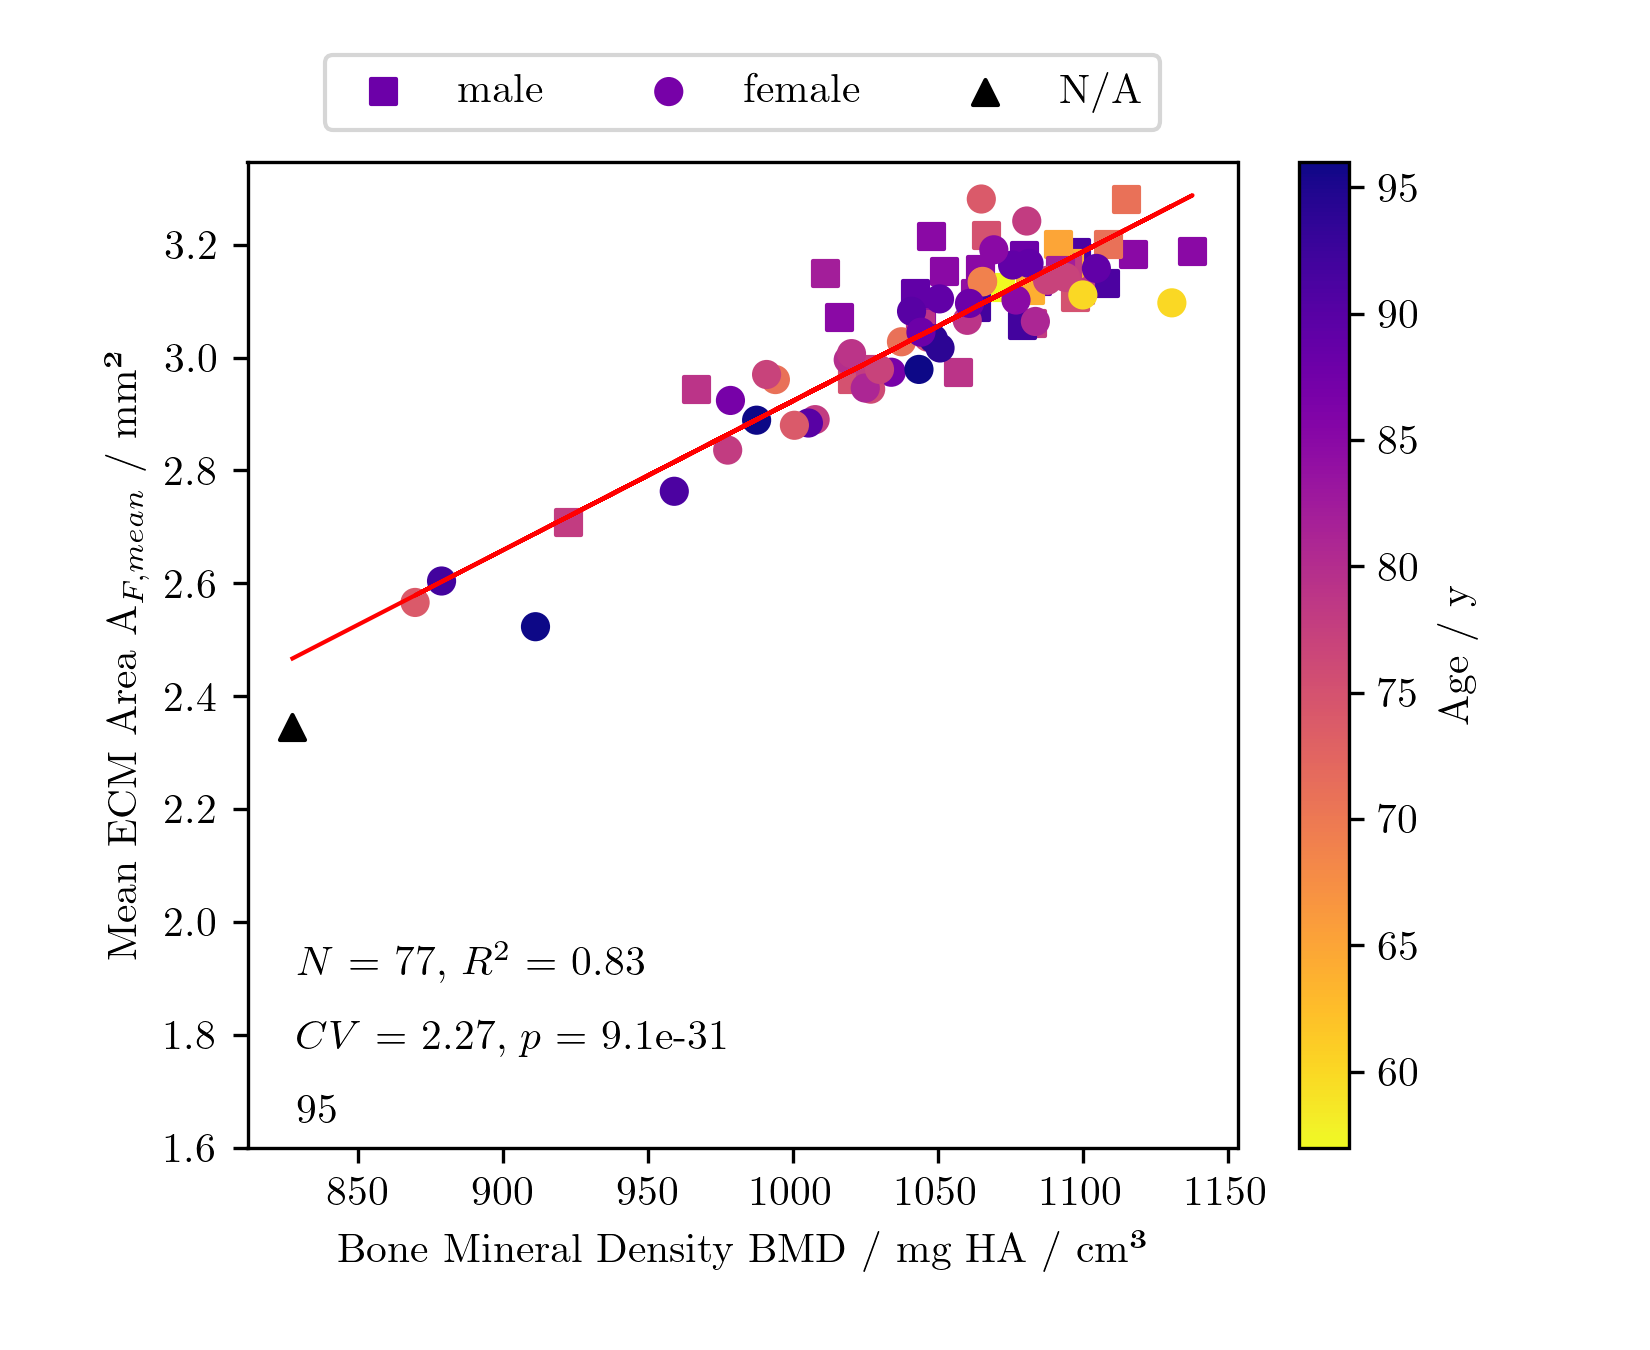 male female N/A
3.2
3.0
2.8
2.6
2.4
2.2
2.0
1.8
1.6
Mean ECM Area A_{F,mean} / mm²
N = 77, R² = 0.83
CV = 2.27, p = 9.1e-31
95
850 900 950 1000 1050 1100 1150
Bone Mineral Density BMD / mg HA / cm³
95
90
85
80
75
70
65
60
Age / y